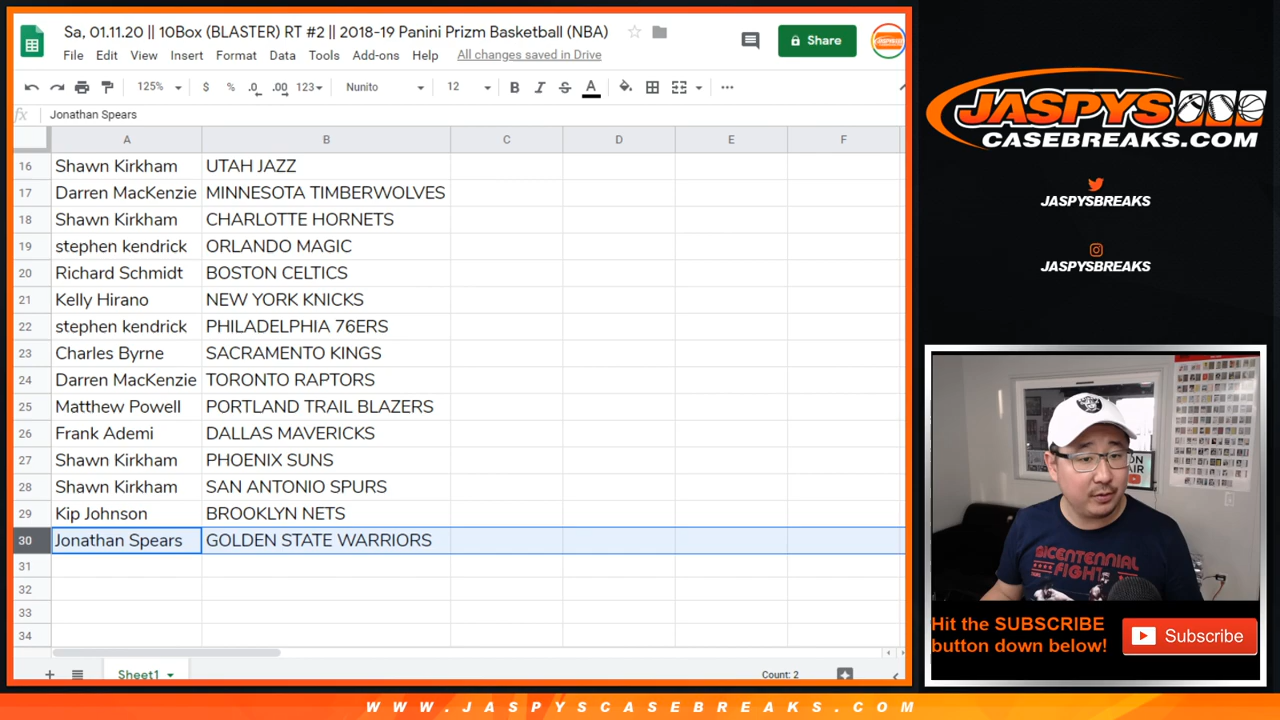 Sa, 01.11.20 || 10Box (BLASTER) RT #2 || 2018-19 Panini Prizm Basketball (NBA)
File Edit View Insert Format Data Tools Add-ons Help All changes saved in Drive
Share
125% $ % .0 .00 123 Nunito 12 B I S A
fx Jonathan Spears
A B C D E F
16 Shawn Kirkham UTAH JAZZ
17 Darren MacKenzie MINNESOTA TIMBERWOLVES
18 Shawn Kirkham CHARLOTTE HORNETS
19 stephen kendrick ORLANDO MAGIC
20 Richard Schmidt BOSTON CELTICS
21 Kelly Hirano NEW YORK KNICKS
22 stephen kendrick PHILADELPHIA 76ERS
23 Charles Byrne SACRAMENTO KINGS
24 Darren MacKenzie TORONTO RAPTORS
25 Matthew Powell PORTLAND TRAIL BLAZERS
26 Frank Ademi DALLAS MAVERICKS
27 Shawn Kirkham PHOENIX SUNS
28 Shawn Kirkham SAN ANTONIO SPURS
29 Kip Johnson BROOKLYN NETS
30 Jonathan Spears GOLDEN STATE WARRIORS
31
32
33
34
Sheet1 Count: 2
JASPYS
CASEBREAKS.COM
JASPYSBREAKS
JASPYSBREAKS
ON
AIR
BICENTENNIAL
FIGHT
Hit the SUBSCRIBE
button down below!
Subscribe
WWW.JASPYSCASEBREAKS.COM